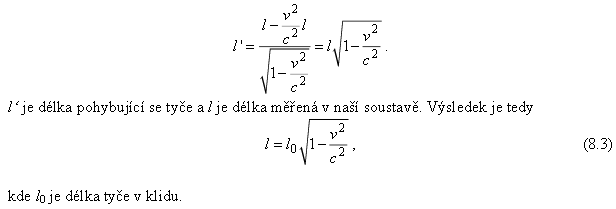 $$l' = \frac{l - \frac{v^2}{c^2} l}{\sqrt{1 - \frac{v^2}{c^2}}} = l \sqrt{1 - \frac{v^2}{c^2}} \, .$$
l‘ je délka pohybující se tyče a l je délka měřená v naší soustavě. Výsledek je tedy
$$l = l_0 \sqrt{1 - \frac{v^2}{c^2}} \, ,$$ (8.3)
kde l₀ je délka tyče v klidu.